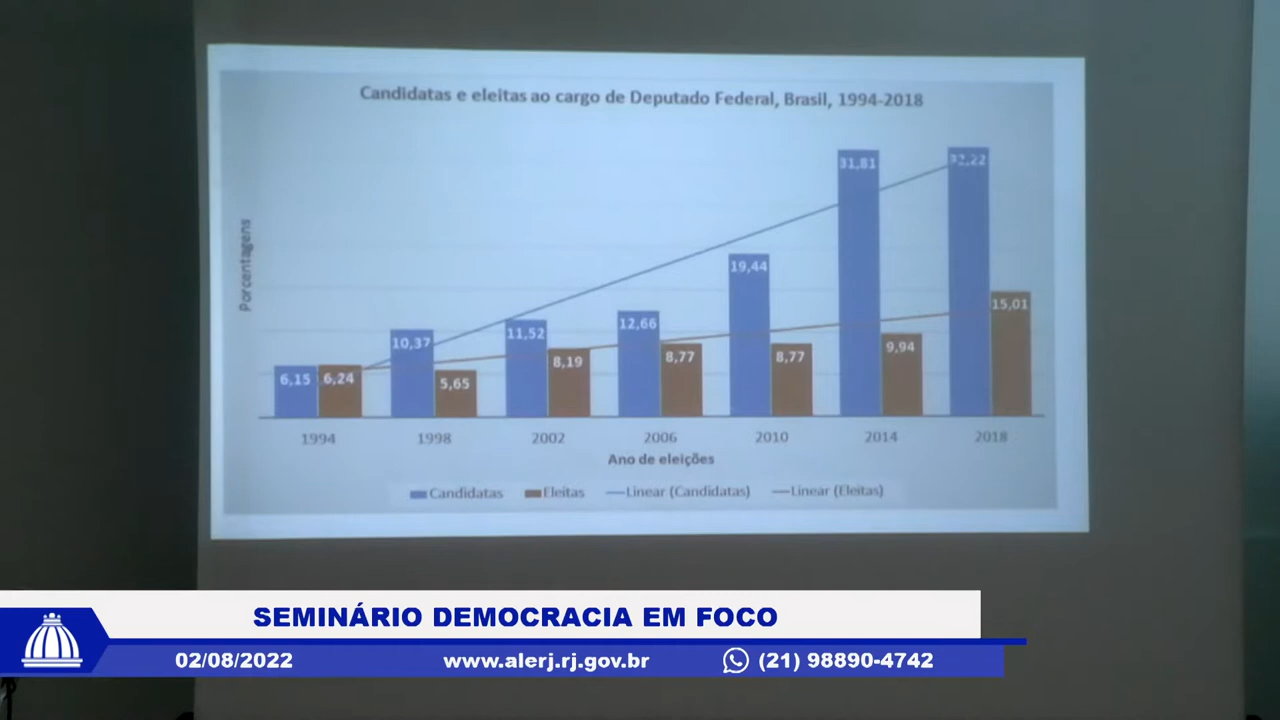 Candidatas e eleitas ao cargo de Deputado Federal, Brasil, 1994-2018
Porcentagens
6,15 6,24 10,37 5,65 11,52 8,19 12,66 8,77 19,44 8,77 31,81 9,94 32,22 15,01
1994 1998 2002 2006 2010 2014 2018
Ano de eleições
Candidatas Eleitas Linear (Candidatas) Linear (Eleitas)
SEMINÁRIO DEMOCRACIA EM FOCO
02/08/2022 www.alerj.rj.gov.br (21) 98890-4742